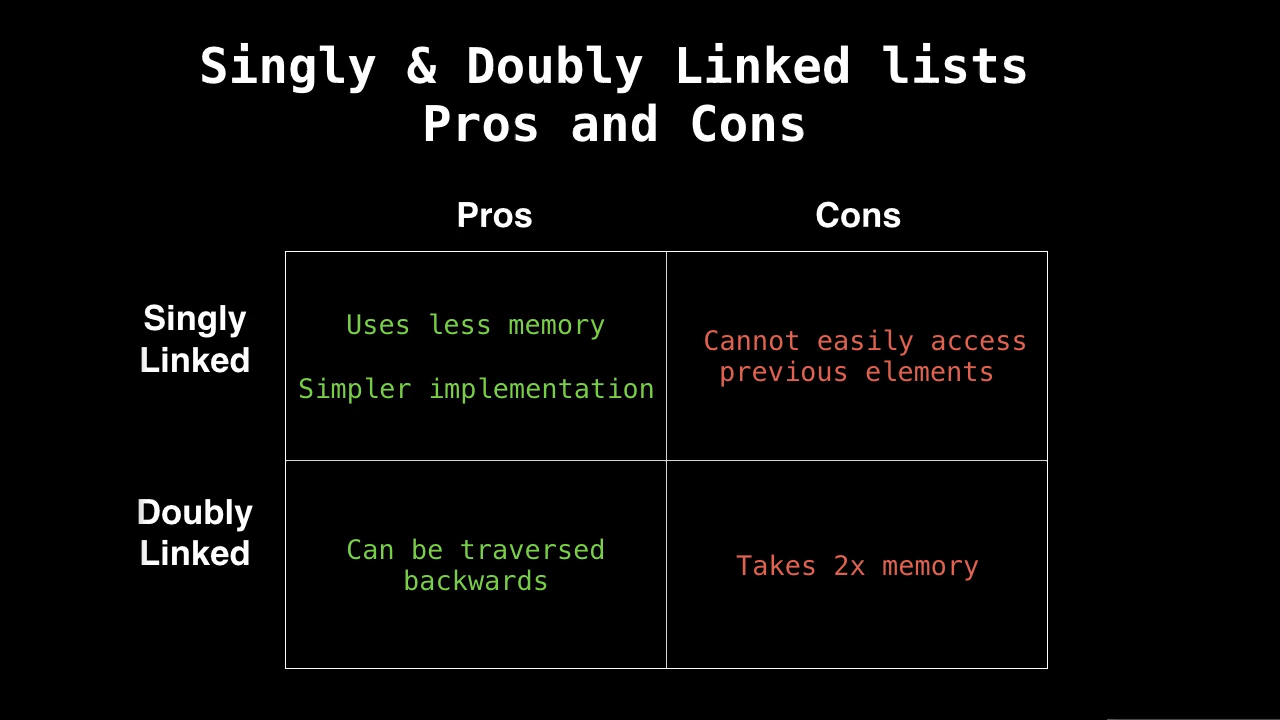 Singly & Doubly Linked lists
Pros and Cons
Pros
Cons
Singly
Linked
Uses less memory
Simpler implementation
Cannot easily access
previous elements
Doubly
Linked
Can be traversed
backwards
Takes 2x memory